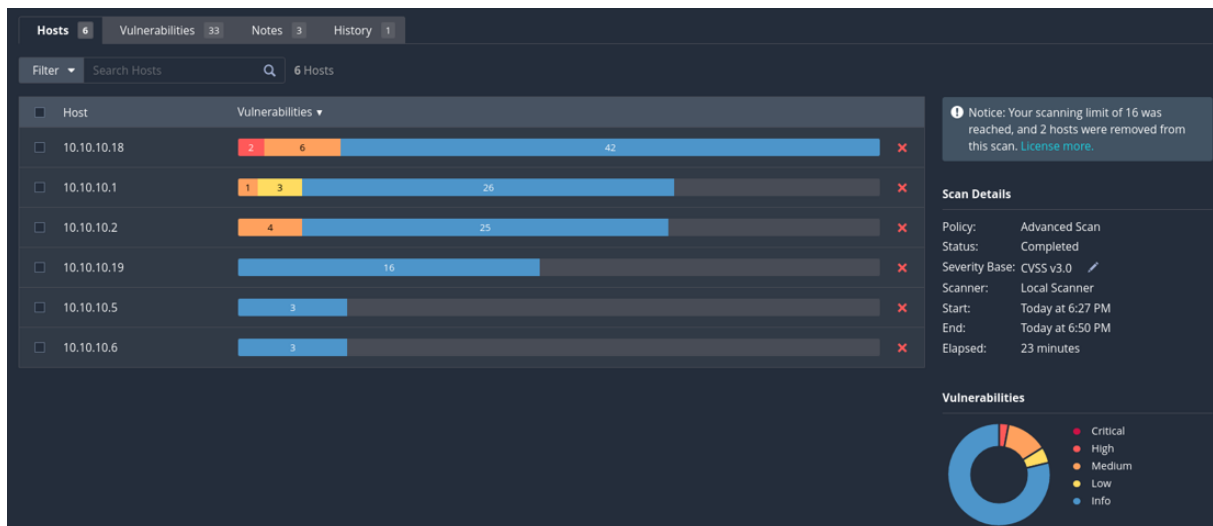 Hosts 6 Vulnerabilities 33 Notes 3 History 1
Filter Search Hosts 6 Hosts
Host Vulnerabilities
10.10.10.18 2 6 42
10.10.10.1 1 3 26
10.10.10.2 4 25
10.10.10.19 16
10.10.10.5 3
10.10.10.6 3
Notice: Your scanning limit of 16 was
reached, and 2 hosts were removed from
this scan. License more.
Scan Details
Policy: Advanced Scan
Status: Completed
Severity Base: CVSS v3.0
Scanner: Local Scanner
Start: Today at 6:27 PM
End: Today at 6:50 PM
Elapsed: 23 minutes
Vulnerabilities
Critical
High
Medium
Low
Info